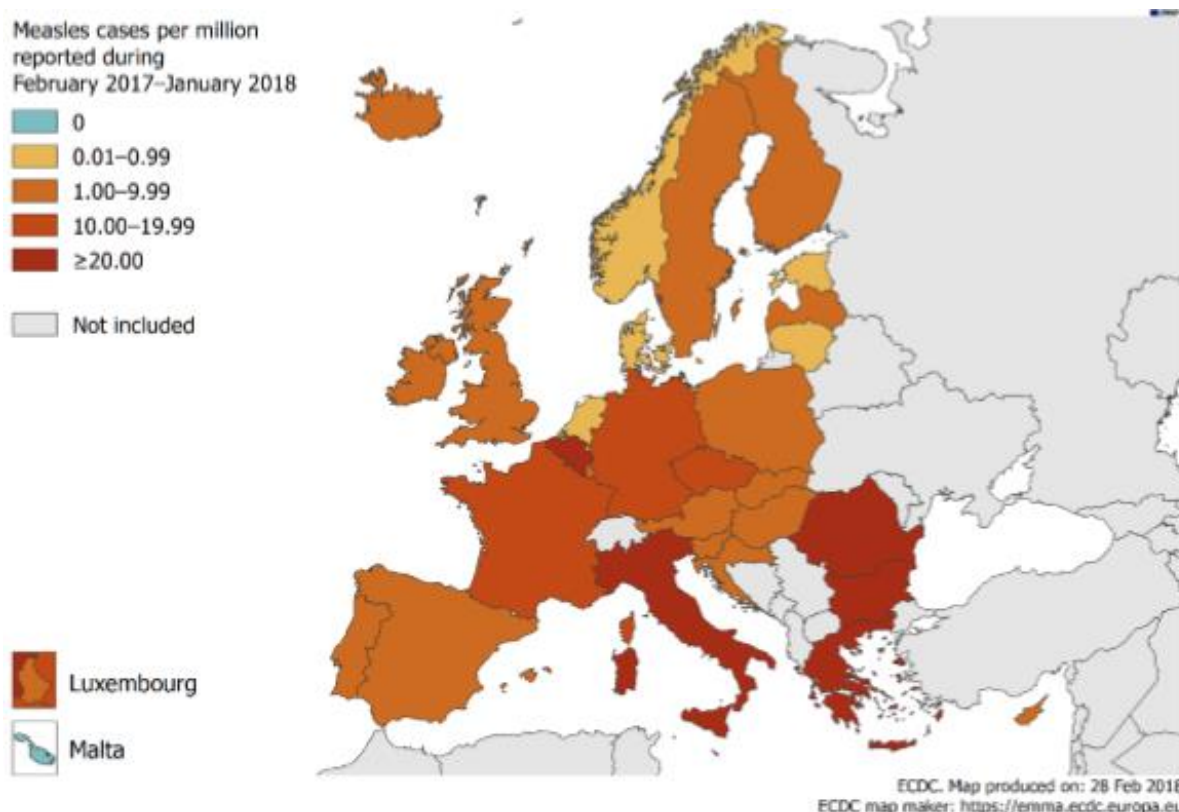 Measles cases per million
reported during
February 2017–January 2018
0
0.01–0.99
1.00–9.99
10.00–19.99
≥20.00
Not included
Luxembourg
Malta
ECDC. Map produced on: 28 Feb 2018
ECDC map maker: https://emma.ecdc.europa.eu